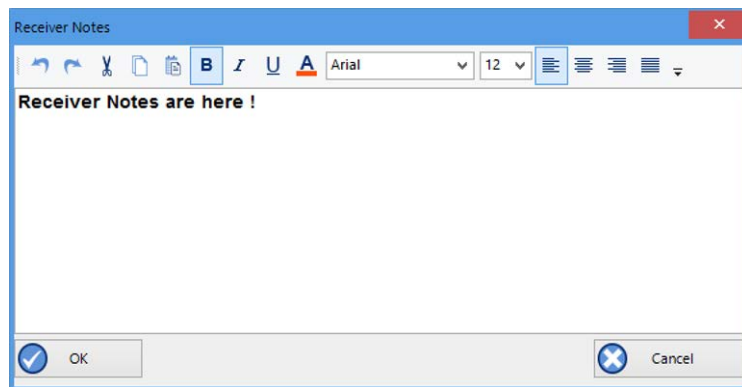 Receiver Notes
B I U A Arial 12
Receiver Notes are here !
OK Cancel